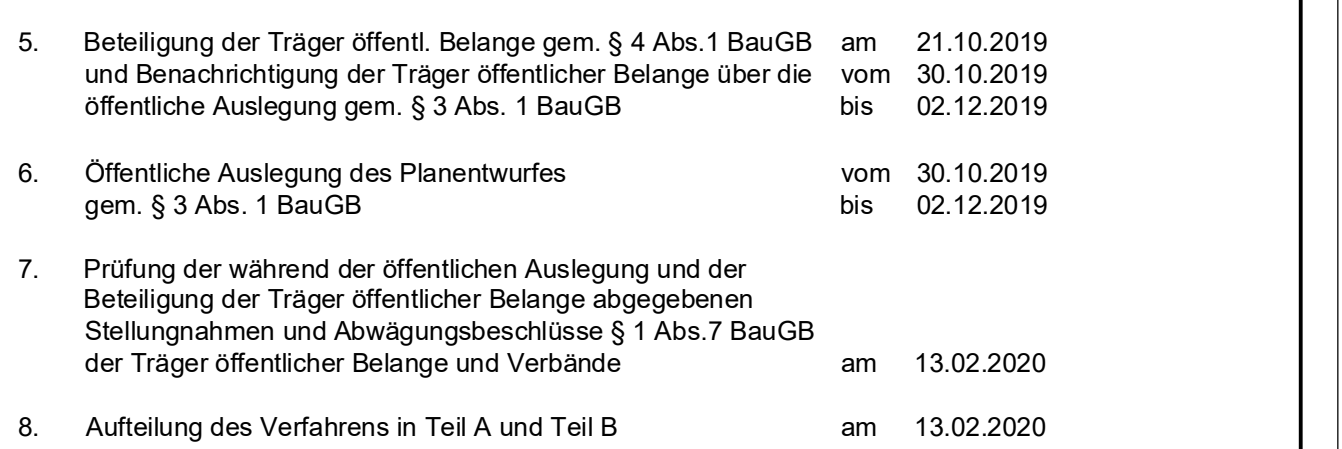 5. Beteiligung der Träger öffentl. Belange gem. § 4 Abs.1 BauGB am 21.10.2019
und Benachrichtigung der Träger öffentlicher Belange über die vom 30.10.2019
öffentliche Auslegung gem. § 3 Abs. 1 BauGB bis 02.12.2019
6. Öffentliche Auslegung des Planentwurfes vom 30.10.2019
gem. § 3 Abs. 1 BauGB bis 02.12.2019
7. Prüfung der während der öffentlichen Auslegung und der
Beteiligung der Träger öffentlicher Belange abgegebenen
Stellungnahmen und Abwägungsbeschlüsse § 1 Abs.7 BauGB
der Träger öffentlicher Belange und Verbände am 13.02.2020
8. Aufteilung des Verfahrens in Teil A und Teil B am 13.02.2020